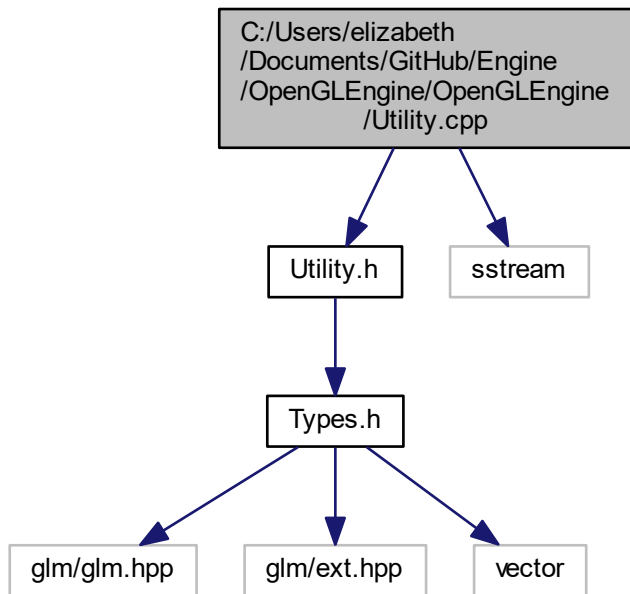 C:/Users/elizabeth
/Documents/GitHub/Engine
/OpenGLEngine/OpenGLEngine
/Utility.cpp
Utility.h
sstream
Types.h
glm/glm.hpp
glm/ext.hpp
vector